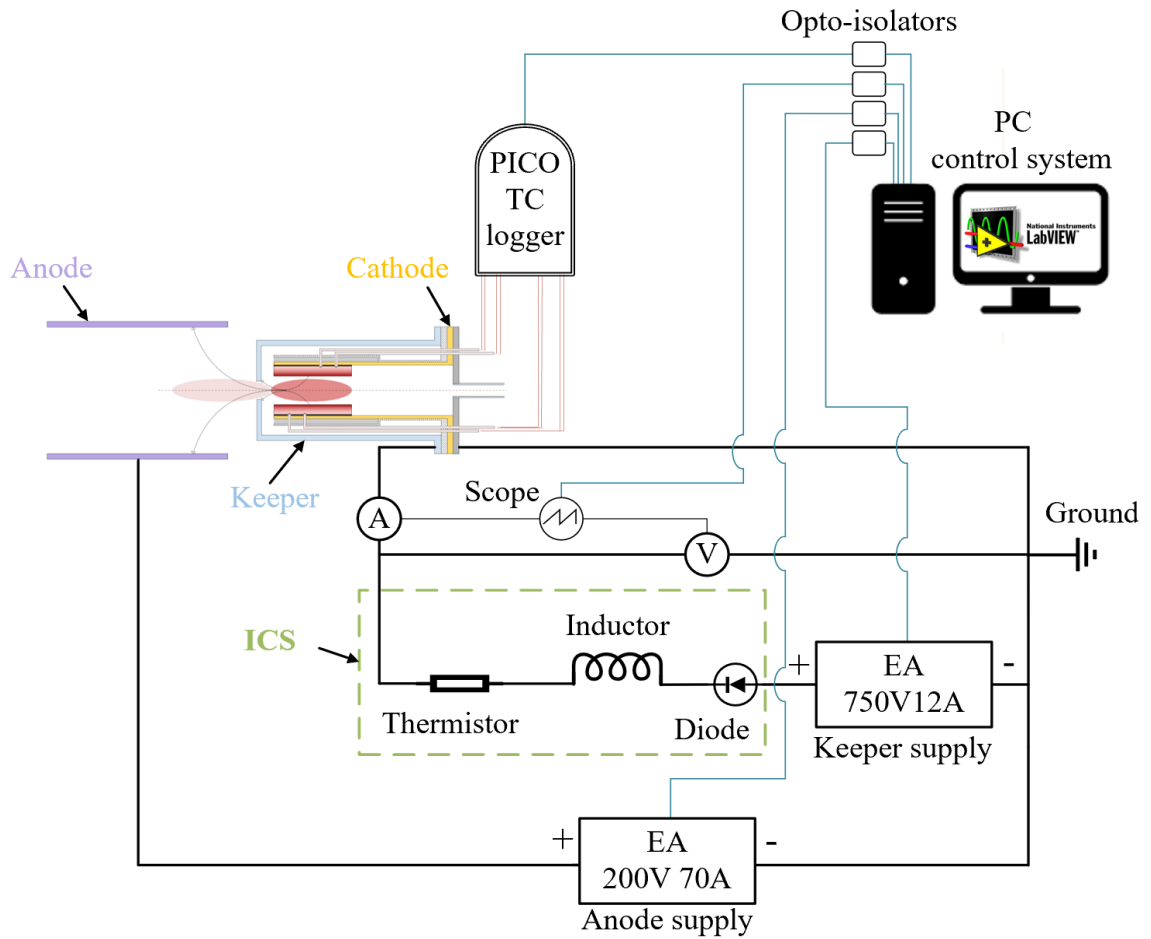 Opto-isolators
PC
control system
PICO
TC
logger
National Instruments
LabVIEW™
Anode
Cathode
Keeper
Scope
A
V
Ground
ICS
Inductor
Thermistor
Diode
+
EA
750V12A
-
Keeper supply
+
EA
200V 70A
-
Anode supply